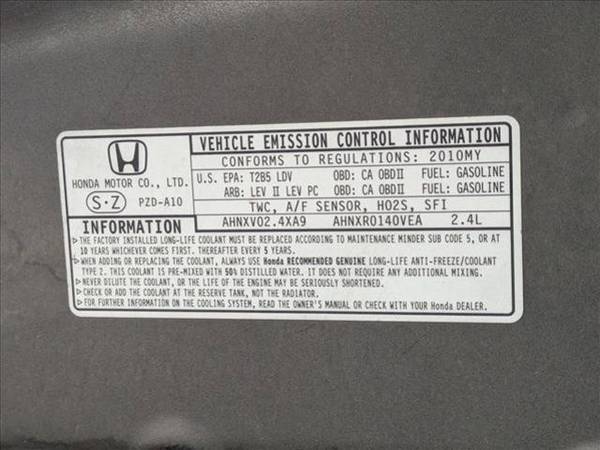 VEHICLE EMISSION CONTROL INFORMATION
CONFORMS TO REGULATIONS: 2010MY
HONDA MOTOR CO., LTD.
S·Z PZD-A10
U.S. EPA: T2B5 LDV OBD: CA OBDII FUEL: GASOLINE
ARB: LEV II LEV PC OBD: CA OBDII FUEL: GASOLINE
TWC, A/F SENSOR, HO2S, SFI
AHNXV02.4XA9 AHNXR0140VEA 2.4L
INFORMATION
▷THE FACTORY INSTALLED LONG-LIFE COOLANT MUST BE REPLACED ACCORDING TO MAINTENANCE MINDER SUB CODE 5, OR AT
10 YEARS WHICHEVER COMES FIRST. THEREAFTER EVERY 5 YEARS.
▷WHEN ADDING OR REPLACING THE COOLANT, ALWAYS USE Honda RECOMMENDED GENUINE LONG-LIFE ANTI-FREEZE/COOLANT
TYPE 2. THIS COOLANT IS PRE-MIXED WITH 50% DISTILLED WATER. IT DOES NOT REQUIRE ANY ADDITIONAL MIXING.
▷NEVER DILUTE THE COOLANT, OR THE LIFE OF THE ENGINE MAY BE SERIOUSLY SHORTENED.
▷CHECK OR ADD THE COOLANT AT THE RESERVE TANK, NOT THE RADIATOR.
▷FOR FURTHER INFORMATION ON THE COOLING SYSTEM, READ THE OWNER'S MANUAL OR CHECK WITH YOUR Honda DEALER.